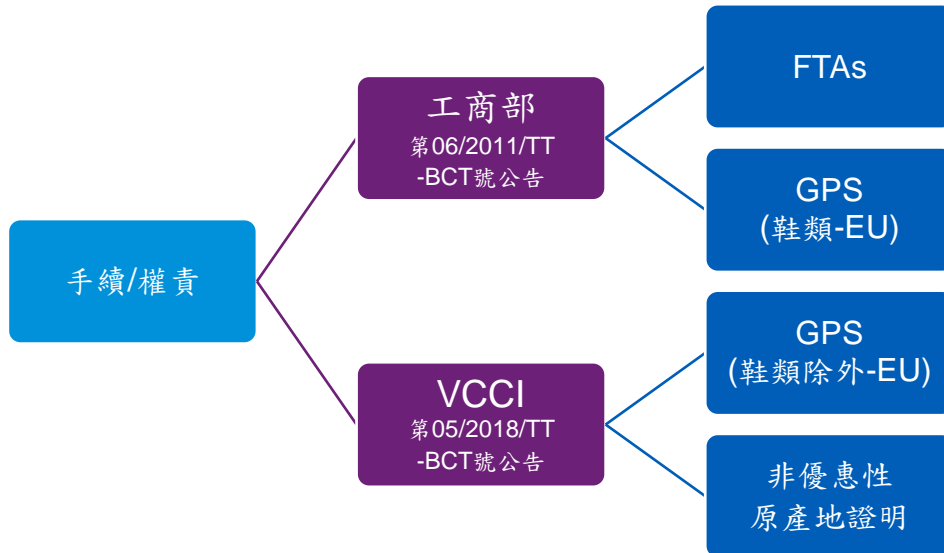 手續/權責
工商部
第06/2011/TT
-BCT號公告
VCCI
第05/2018/TT
-BCT號公告
FTAs
GPS
(鞋類-EU)
GPS
(鞋類除外-EU)
非優惠性
原產地證明